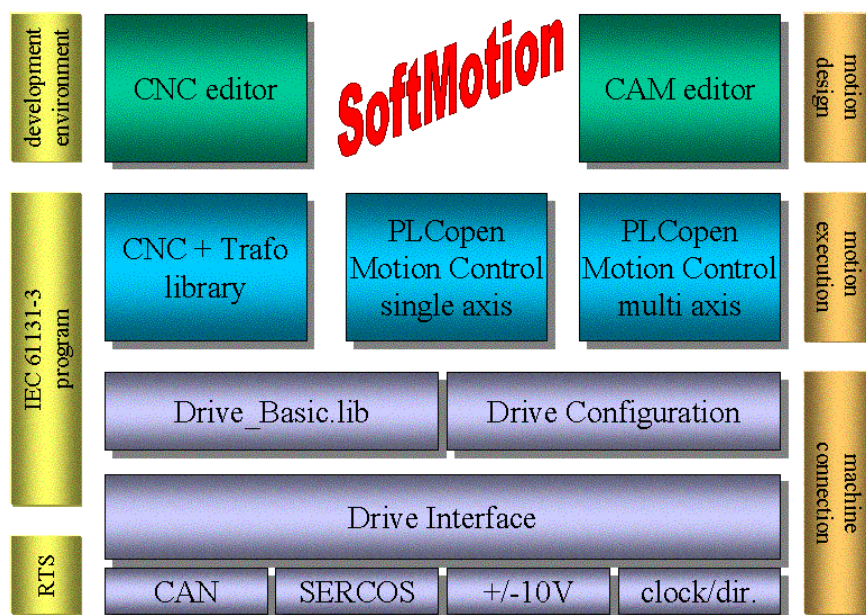 development
environment
CNC editor
SoftMotion
CAM editor
motion
design
IEC 61131-3
program
CNC + Trafo
library
PLCopen
Motion Control
single axis
PLCopen
Motion Control
multi axis
motion
execution
Drive_Basic.lib
Drive Configuration
machine
connection
Drive Interface
RTS
CAN
SERCOS
+/-10V
clock/dir.